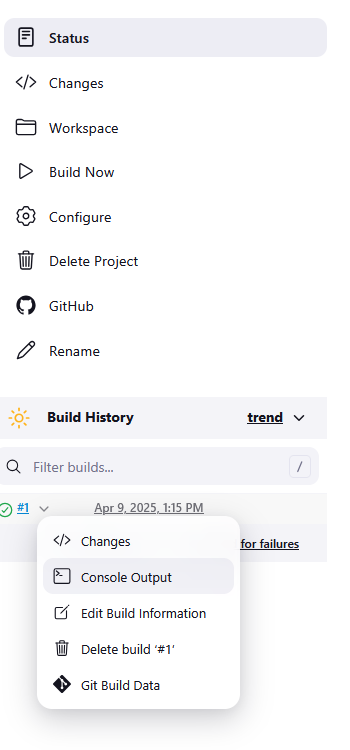 Status
Changes
Workspace
Build Now
Configure
Delete Project
GitHub
Rename
Build History trend
Filter builds... /
#1 Apr 9, 2025, 1:15 PM
for failures
Changes
Console Output
Edit Build Information
Delete build ‘#1’
Git Build Data